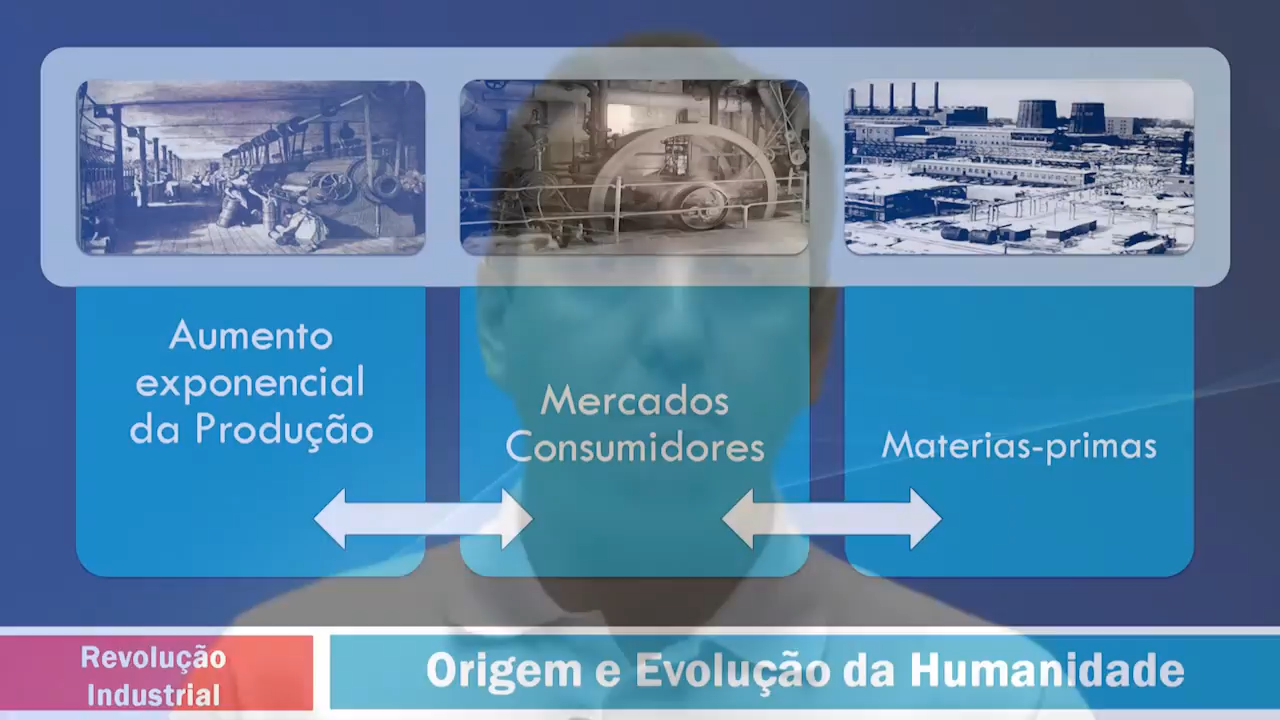 Aumento
exponencial
da Produção
Mercados
Consumidores
Materias-primas
Revolução
Industrial
Origem e Evolução da Humanidade